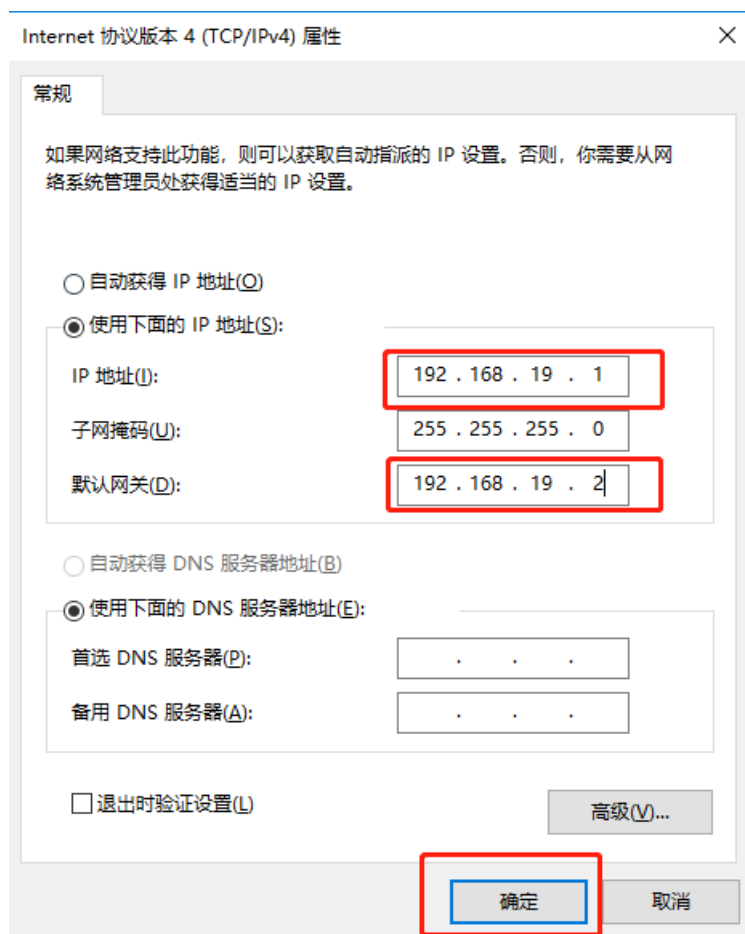 Internet 协议版本 4 (TCP/IPv4) 属性
常规
如果网络支持此功能，则可以获取自动指派的 IP 设置。否则，你需要从网
络系统管理员处获得适当的 IP 设置。
自动获得 IP 地址(O)
使用下面的 IP 地址(S):
IP 地址(I): 192 . 168 . 19 . 1
子网掩码(U): 255 . 255 . 255 . 0
默认网关(D): 192 . 168 . 19 . 2
自动获得 DNS 服务器地址(B)
使用下面的 DNS 服务器地址(E):
首选 DNS 服务器(P): . . .
备用 DNS 服务器(A): . . .
退出时验证设置(L)
高级(V)...
确定 取消